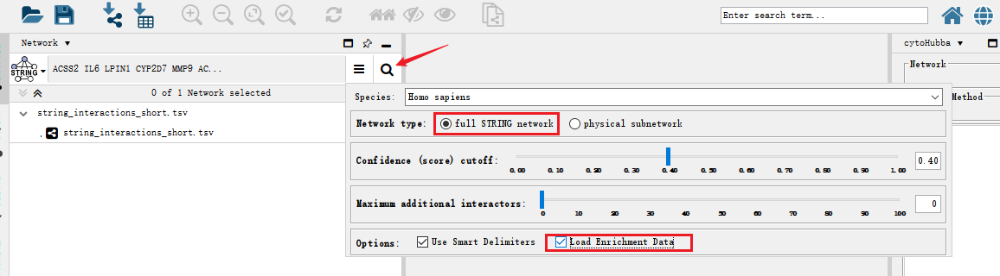 Enter search term...
Network
cytoHubba
STRING
ACSS2 IL6 LPIN1 CYP2D7 MMP9 AC...
Network
0 of 1 Network selected
Species: Homo sapiens
Method
string_interactions_short.tsv
Network type: full STRING network physical subnetwork
string_interactions_short.tsv
Confidence (score) cutoff: 0.40
0.00 0.10 0.20 0.30 0.40 0.50 0.60 0.70 0.80 0.90 1.00
Maximum additional interactors: 0
0 10 20 30 40 50 60 70 80 90 100
Options: Use Smart Delimiters Load Enrichment Data